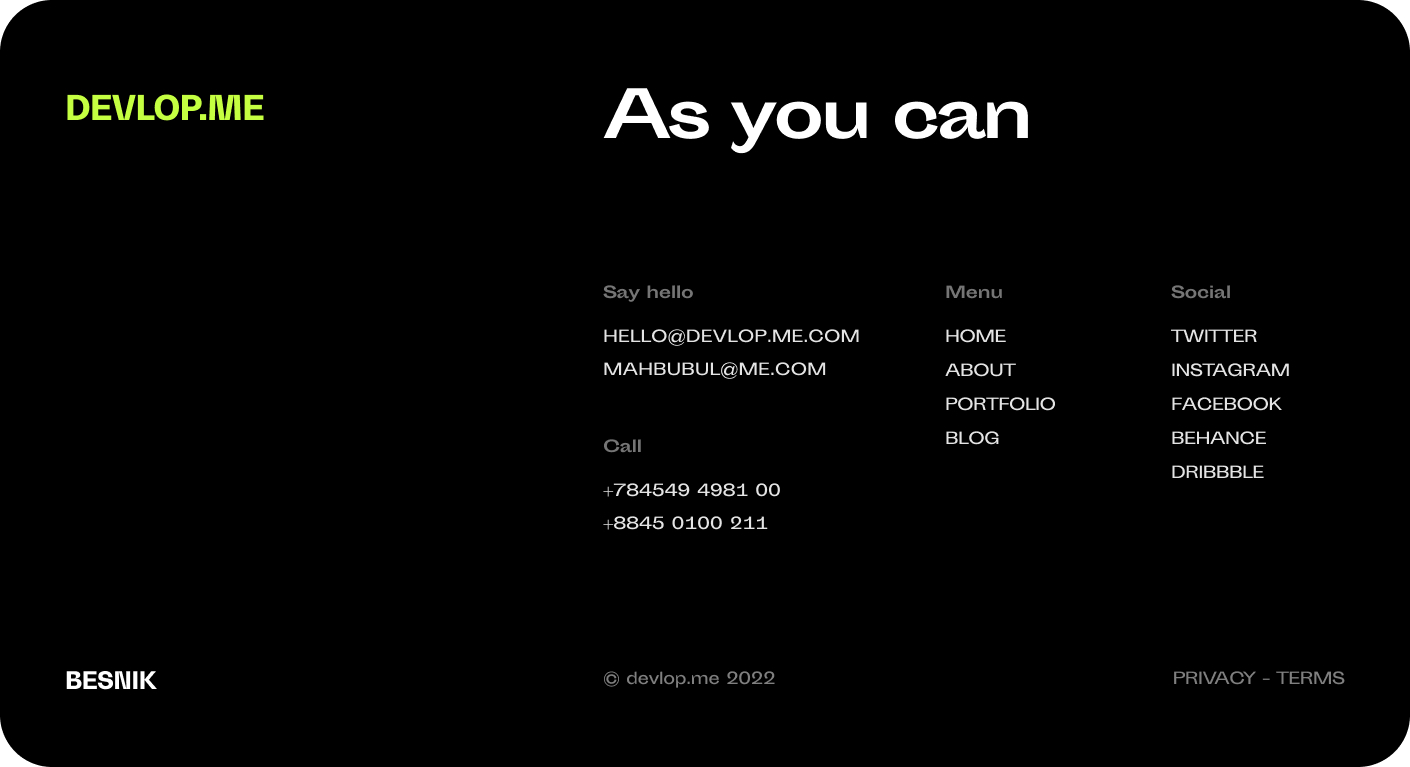 DEVLOP.ME
As you can
Say hello
HELLO@DEVLOP.ME.COM
MAHBUBUL@ME.COM
Call
+784549 4981 00
+8845 0100 211
Menu
HOME
ABOUT
PORTFOLIO
BLOG
Social
TWITTER
INSTAGRAM
FACEBOOK
BEHANCE
DRIBBBLE
BESNIK
© devlop.me 2022
PRIVACY - TERMS